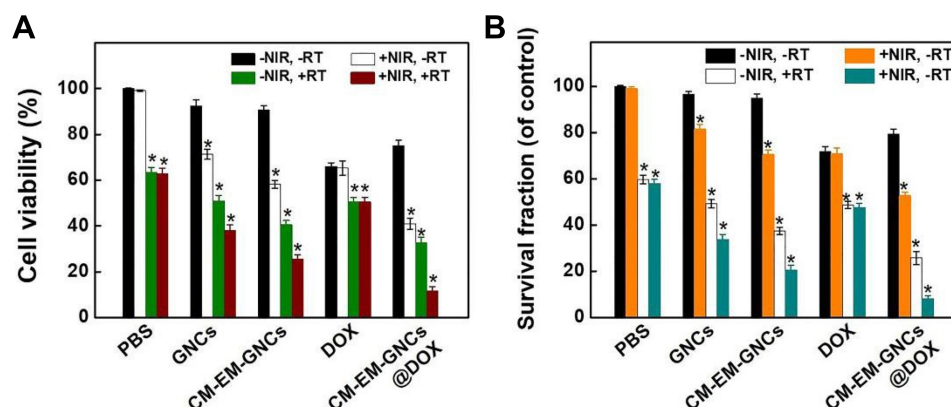 A
Cell viability (%)
-NIR, -RT
+NIR, -RT
-NIR, +RT
+NIR, +RT
100
80
60
40
20
0
* *
*
*
*
*
*
*
**
*
*
*
PBS
GNCs
CM-EM-GNCs
DOX
CM-EM-GNCs
@DOX
B
Survival fraction (of control)
-NIR, -RT
+NIR, -RT
-NIR, +RT
+NIR, -RT
100
80
60
40
20
0
* *
*
*
*
*
*
*
* *
*
*
*
PBS
GNCs
CM-EM-GNCs
DOX
CM-EM-GNCs
@DOX